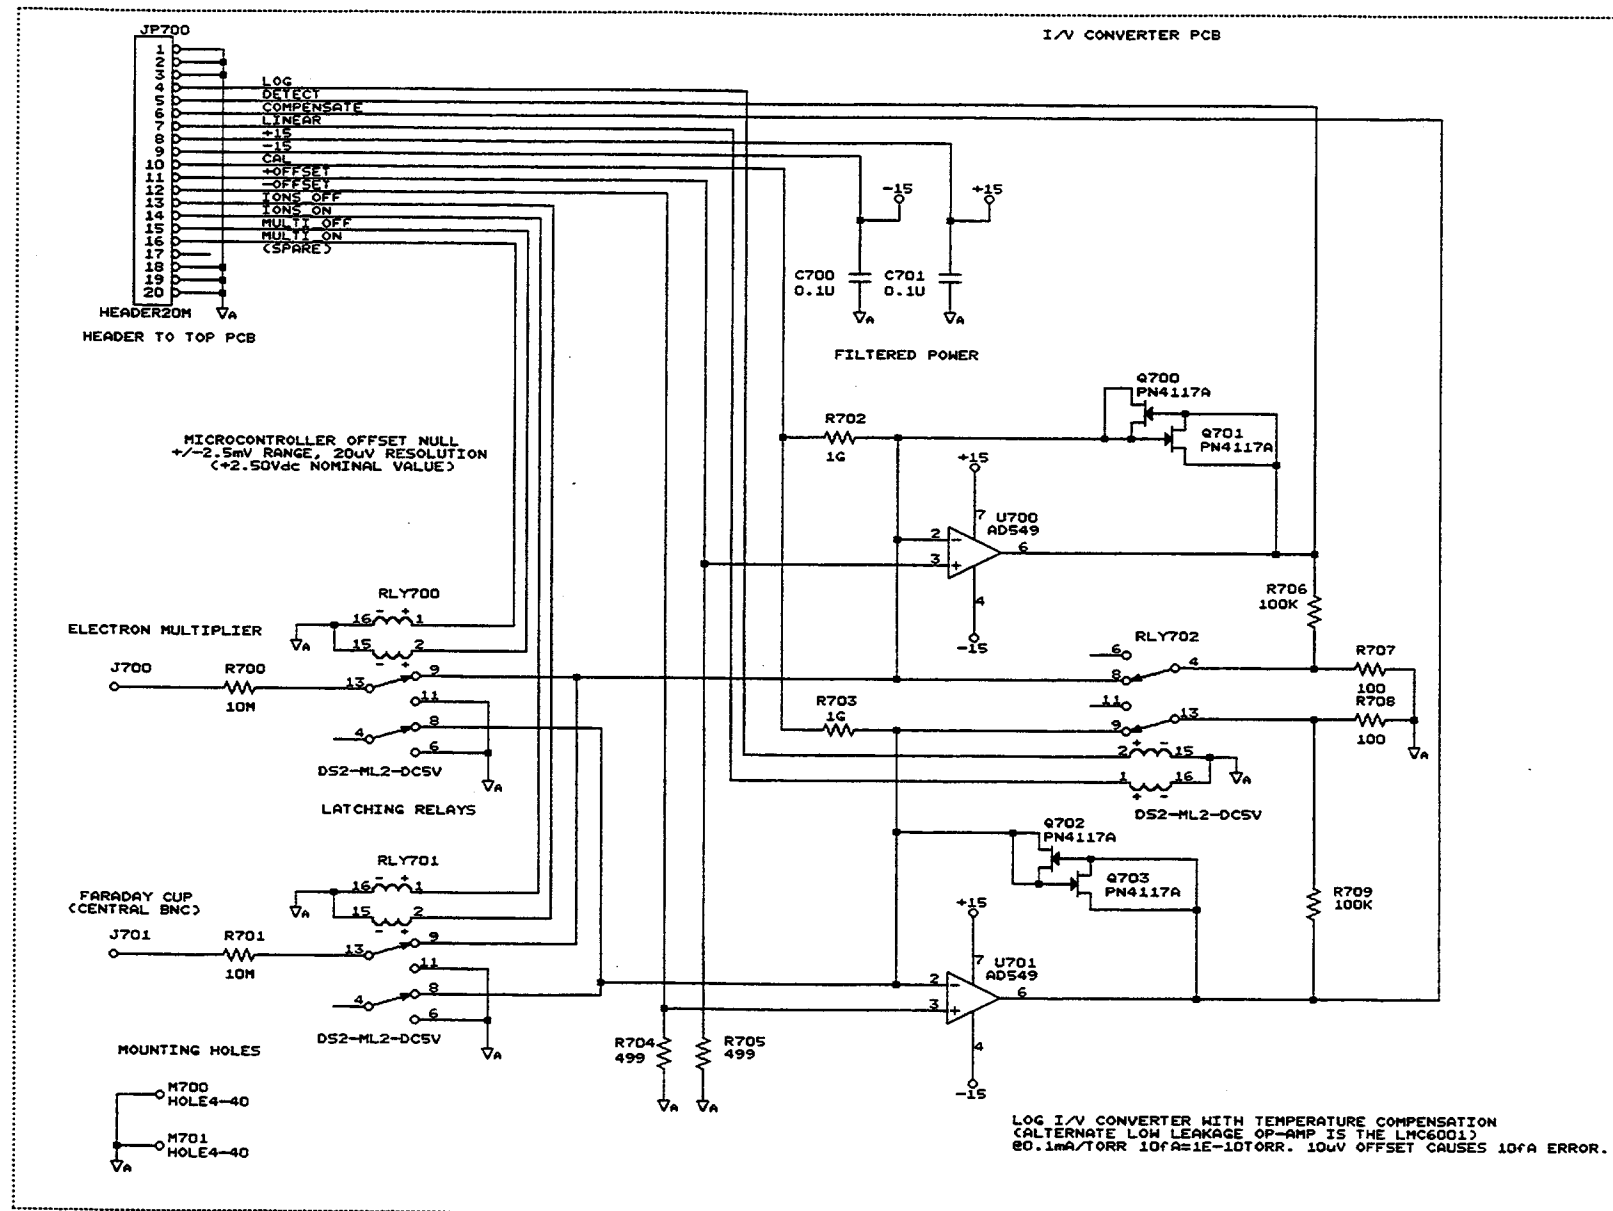 I/V CONVERTER PCB
JP700
1
2
3
4
5
6
7
8
9
10
11
12
13
14
15
16
17
18
19
20
LOG
DETECT
COMPENSATE
LINEAR
+15
-15
CAL
+OFFSET
-OFFSET
IONS OFF
IONS ON
MULTI OFF
MULTI ON
(SPARE)
HEADER20M
A
HEADER TO TOP PCB
-15
+15
C700
0.1U
C701
0.1U
A
A
FILTERED POWER
MICROCONTROLLER OFFSET NULL
+/-2.5mV RANGE, 20uV RESOLUTION
(+2.50Vdc NOMINAL VALUE)
R702
1G
Q700
PN4117A
Q701
PN4117A
+15
7
U700
AD549
2
-
3
+
6
4
-15
RLY700
16
-
+
1
15
-
+
2
A
ELECTRON MULTIPLIER
J700
R700
10M
13
9
11
4
8
6
DS2-ML2-DC5V
A
LATCHING RELAYS
R706
100K
RLY702
6
8
4
11
9
13
R707
100
R708
100
A
R703
1G
2
+
-
15
1
+
-
16
A
DS2-ML2-DC5V
RLY701
16
-
+
1
15
-
+
2
A
FARADAY CUP
(CENTRAL BNC)
J701
R701
10M
13
9
11
4
8
6
DS2-ML2-DC5V
A
Q702
PN4117A
Q703
PN4117A
+15
7
U701
AD549
2
-
3
+
6
4
-15
R709
100K
R704
499
R705
499
A
A
MOUNTING HOLES
M700
HOLE4-40
M701
HOLE4-40
A
LOG I/V CONVERTER WITH TEMPERATURE COMPENSATION
(ALTERNATE LOW LEAKAGE OP-AMP IS THE LMC6001)
@0.1mA/TORR 10fA=1E-10TORR. 10uV OFFSET CAUSES 10fA ERROR.